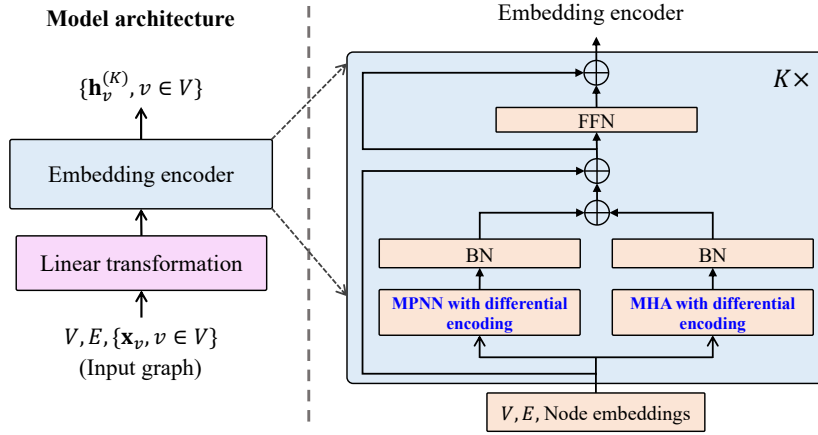 Model architecture
{𝐡_v^(K), v ∈ V}
Embedding encoder
Linear transformation
V, E, {𝐱_v, v ∈ V}
(Input graph)
Embedding encoder
K×
FFN
BN
BN
MPNN with differential
encoding
MHA with differential
encoding
V, E, Node embeddings